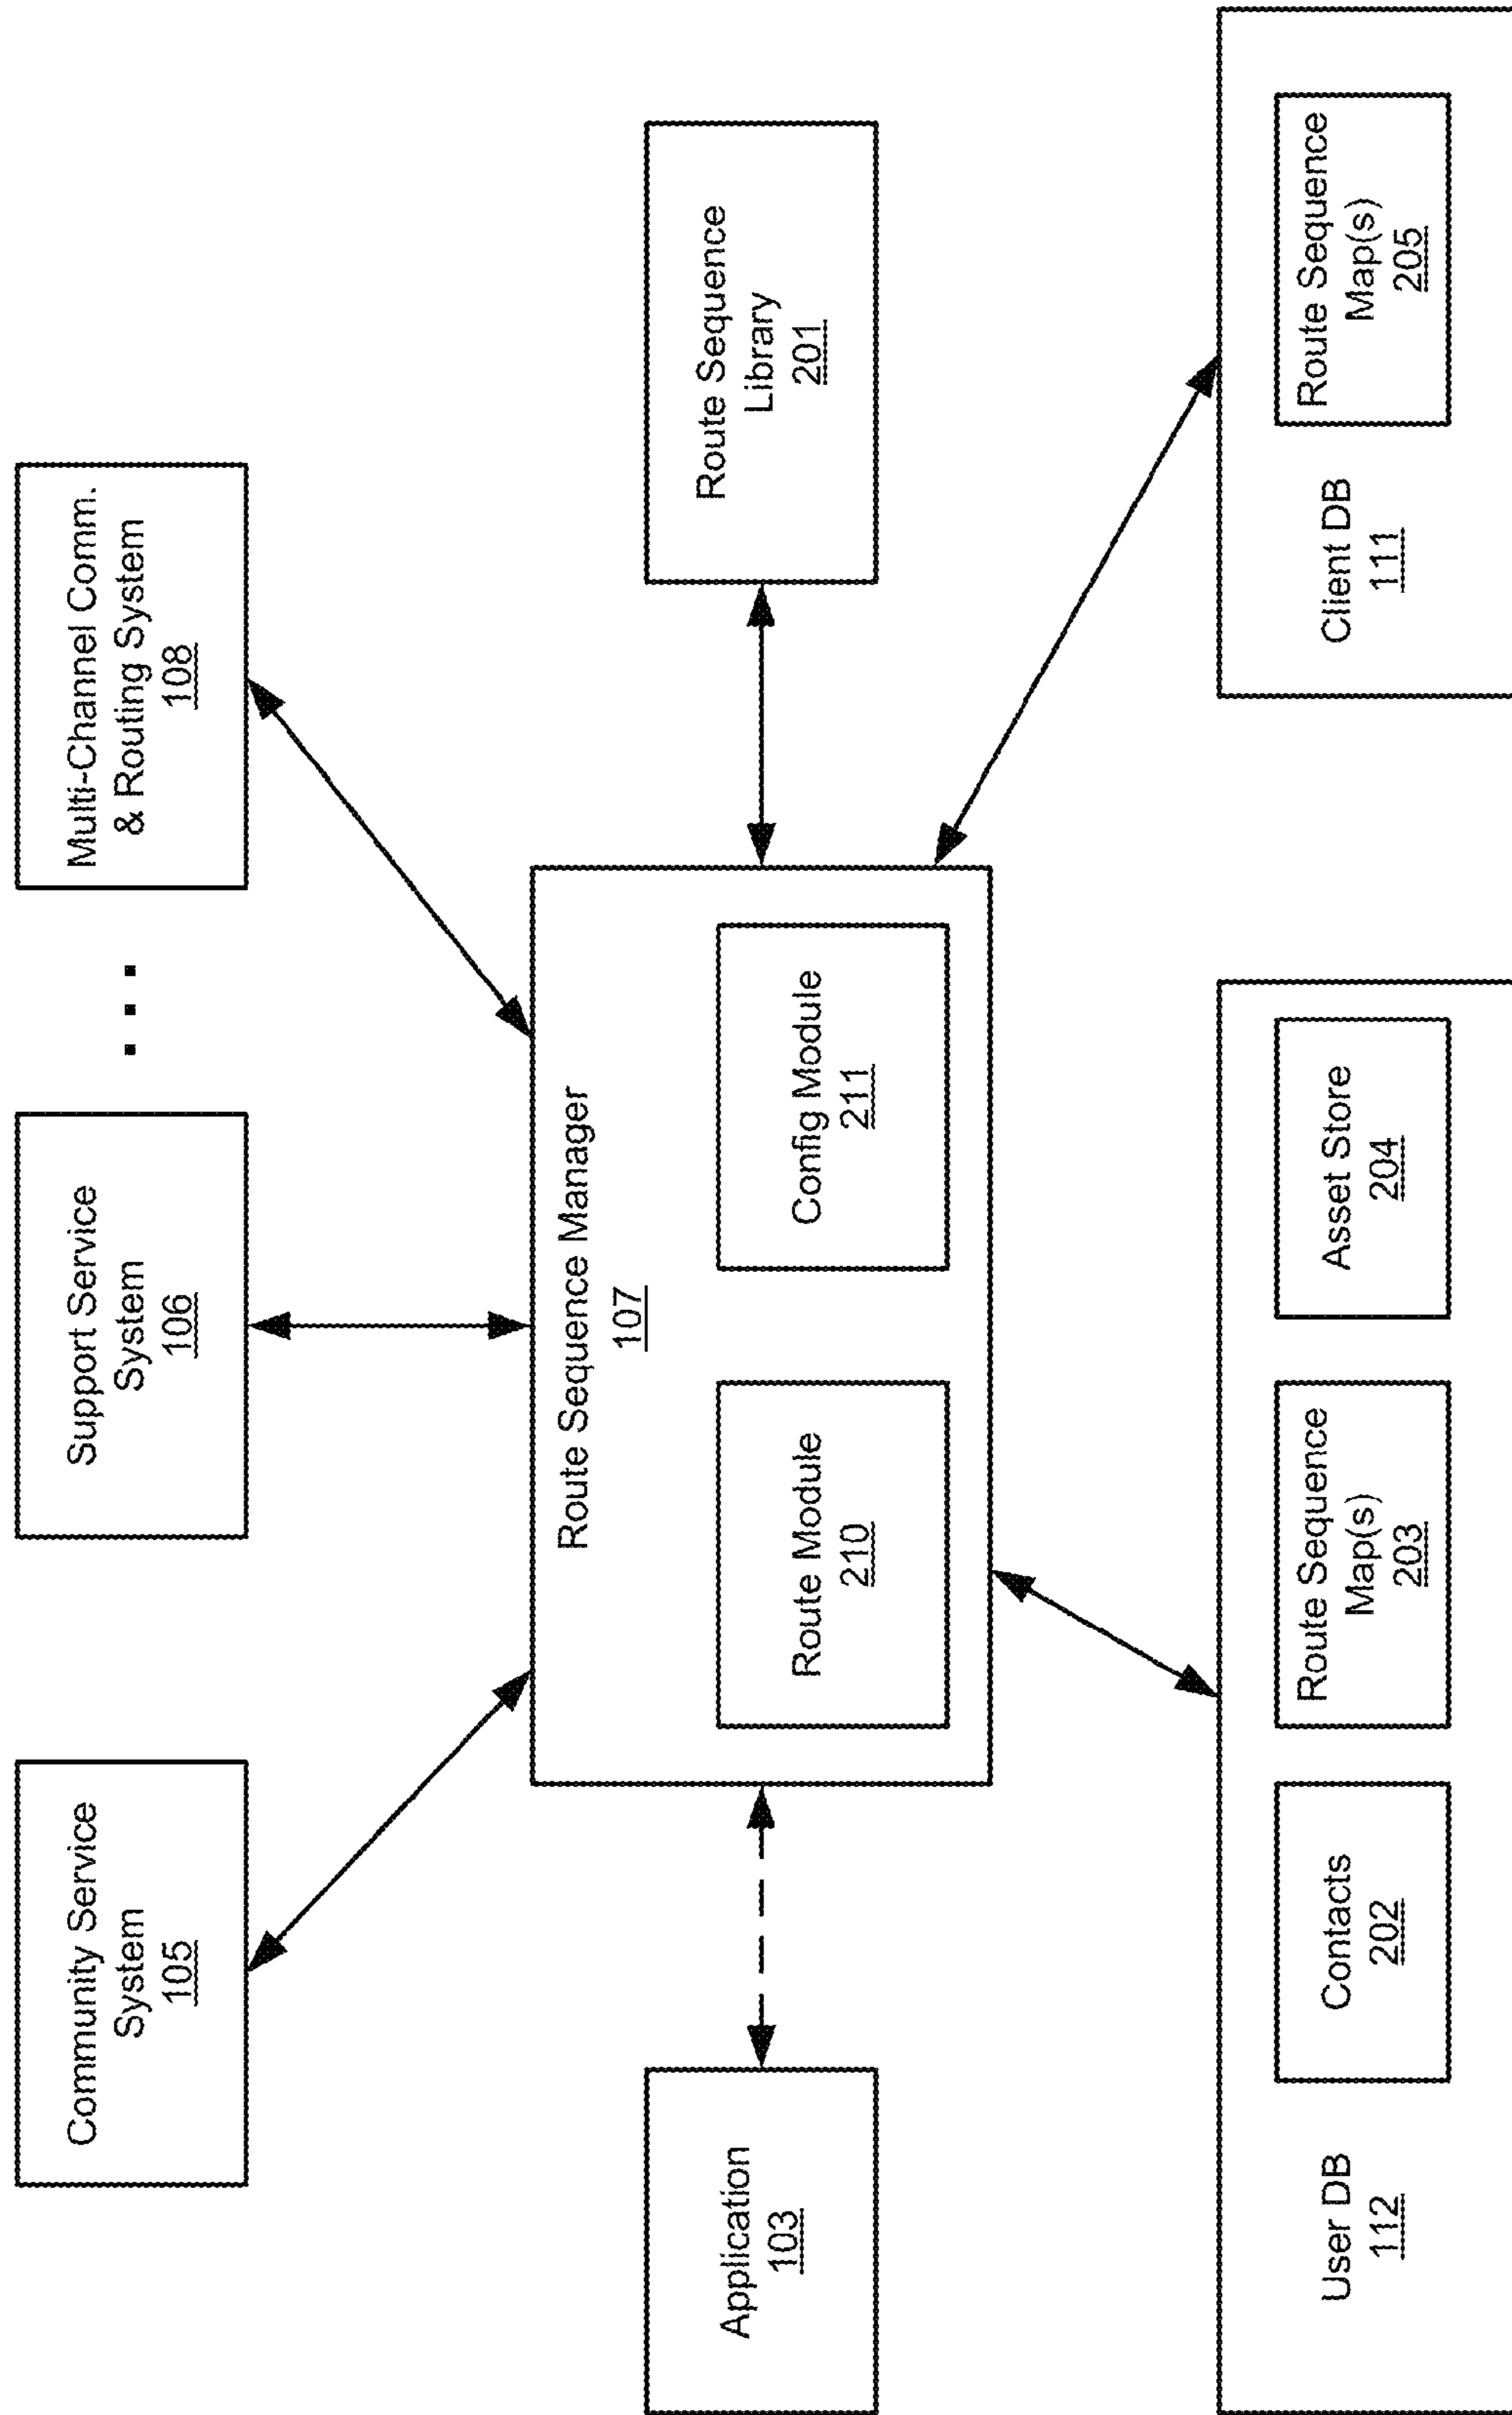 Community Service
System
105
Support Service
System
106
. . .
Multi-Channel Comm.
& Routing System
108
Application
103
Route Sequence Manager
107
Route Module
210
Config Module
211
Route Sequence
Library
201
User DB
112
Contacts
202
Route Sequence
Map(s)
203
Asset Store
204
Client DB
111
Route Sequence
Map(s)
205